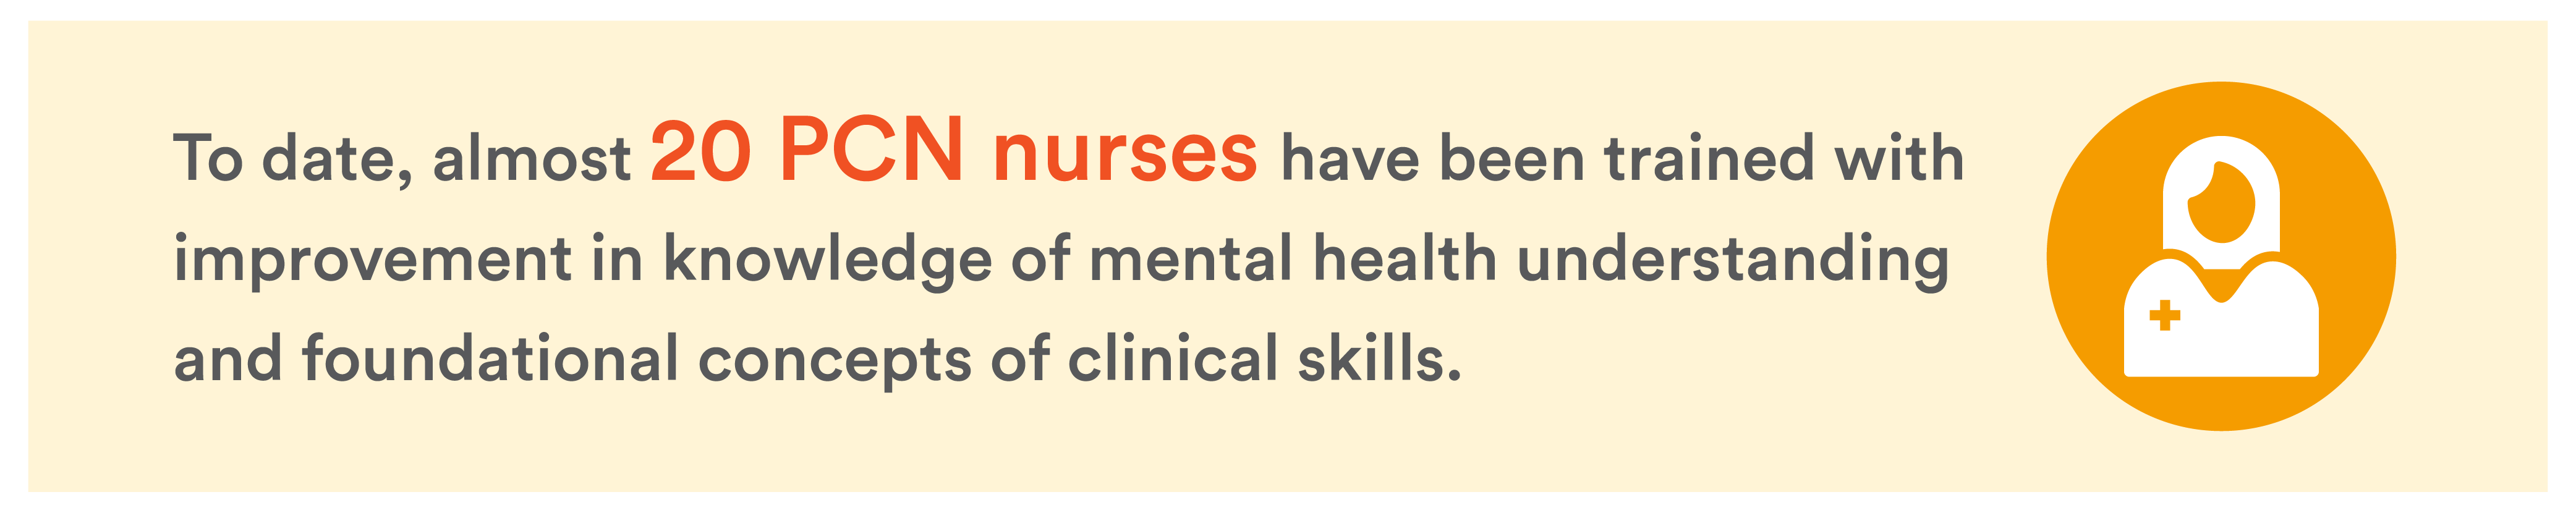 To date, almost 20 PCN nurses have been trained with
improvement in knowledge of mental health understanding
and foundational concepts of clinical skills.